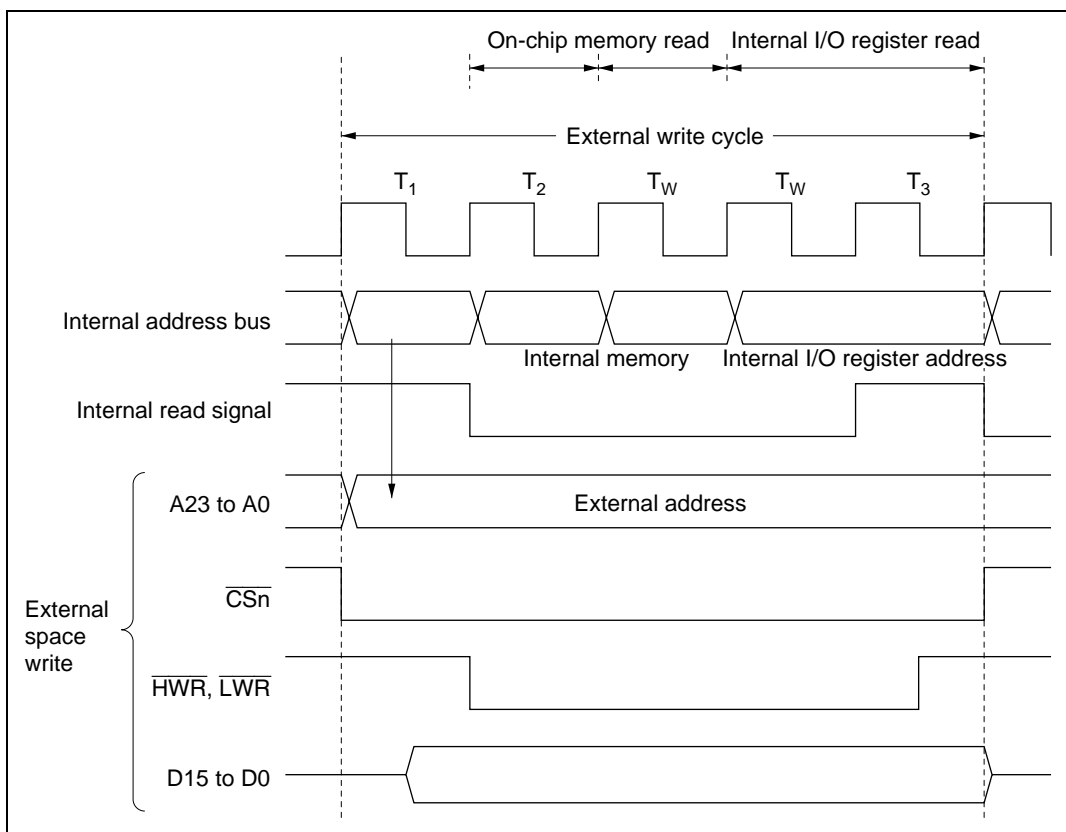 On-chip memory read Internal I/O register read
External write cycle
T1 T2 TW TW T3
Internal address bus
Internal memory Internal I/O register address
Internal read signal
A23 to A0 External address
CSn
External
space
write
HWR, LWR
D15 to D0